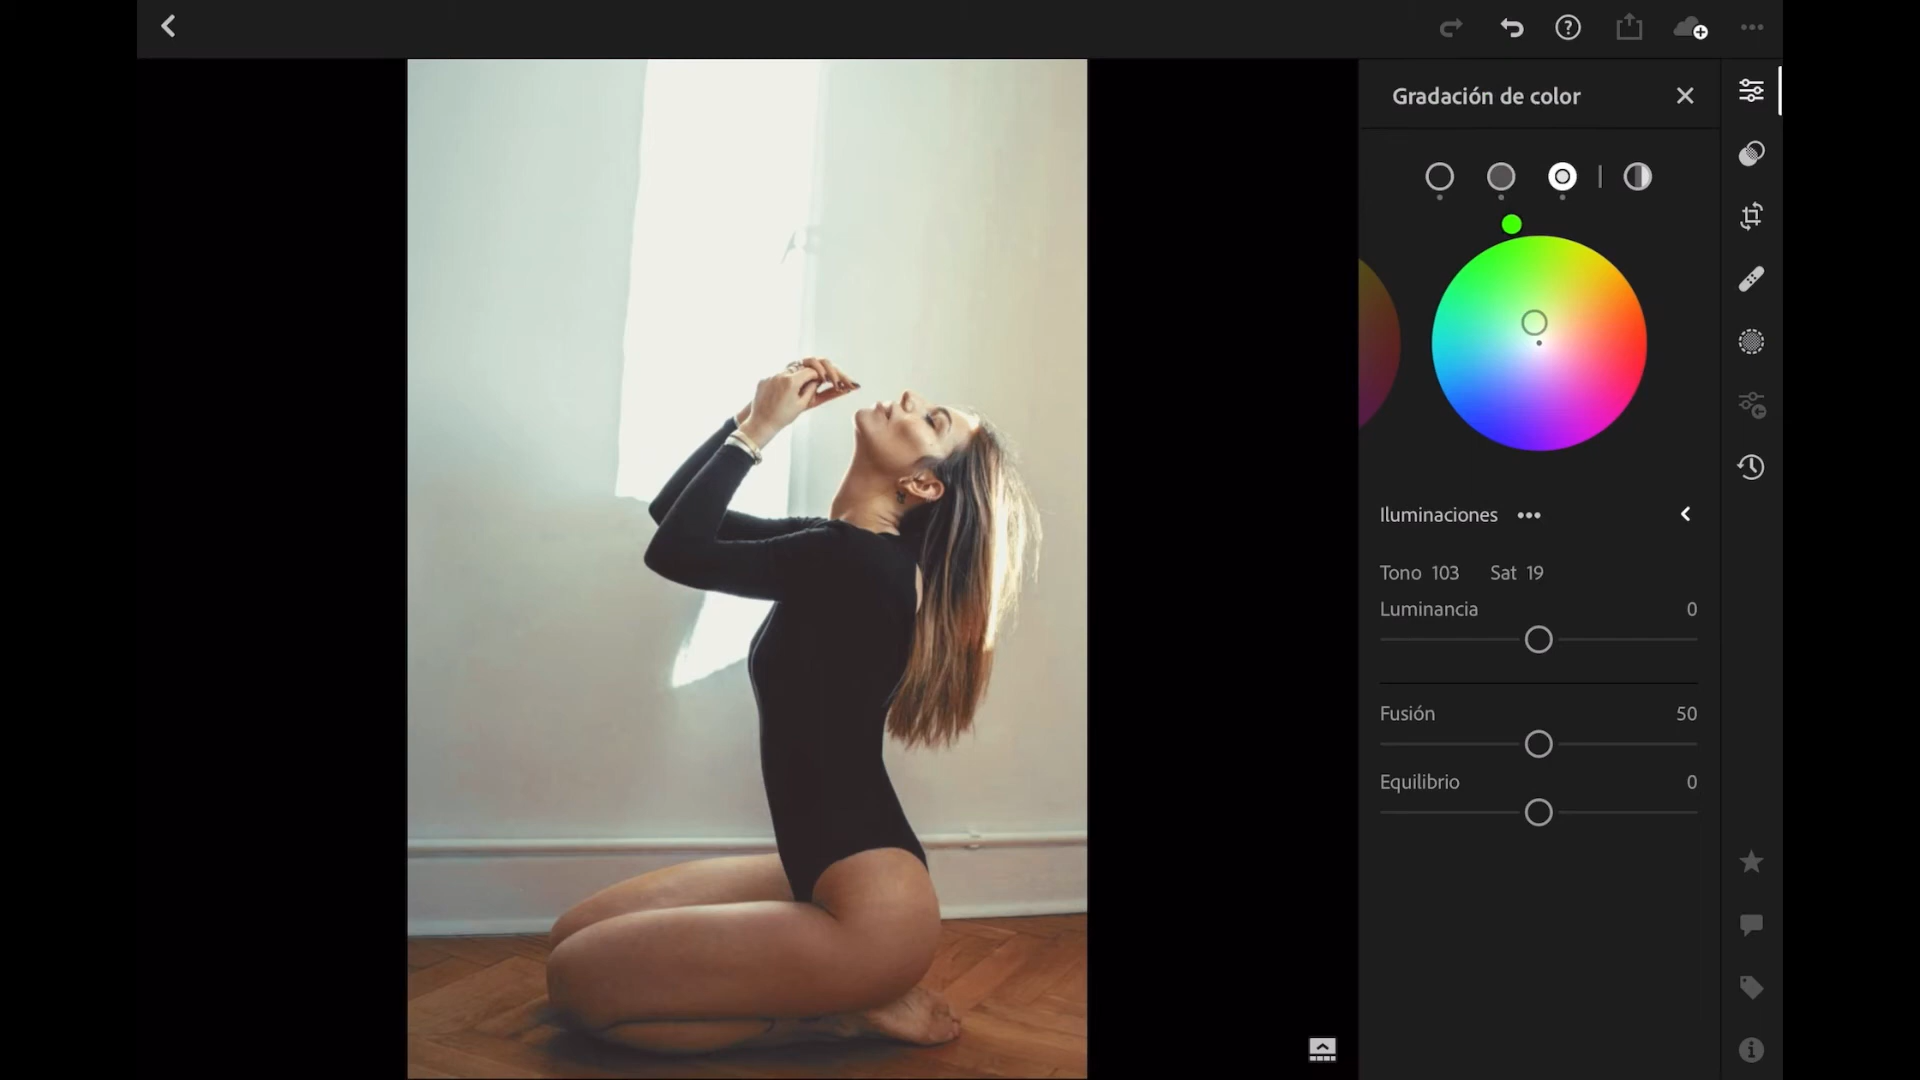 Gradación de color
Iluminaciones
Tono 103 Sat 19
Luminancia 0
Fusión 50
Equilibrio 0